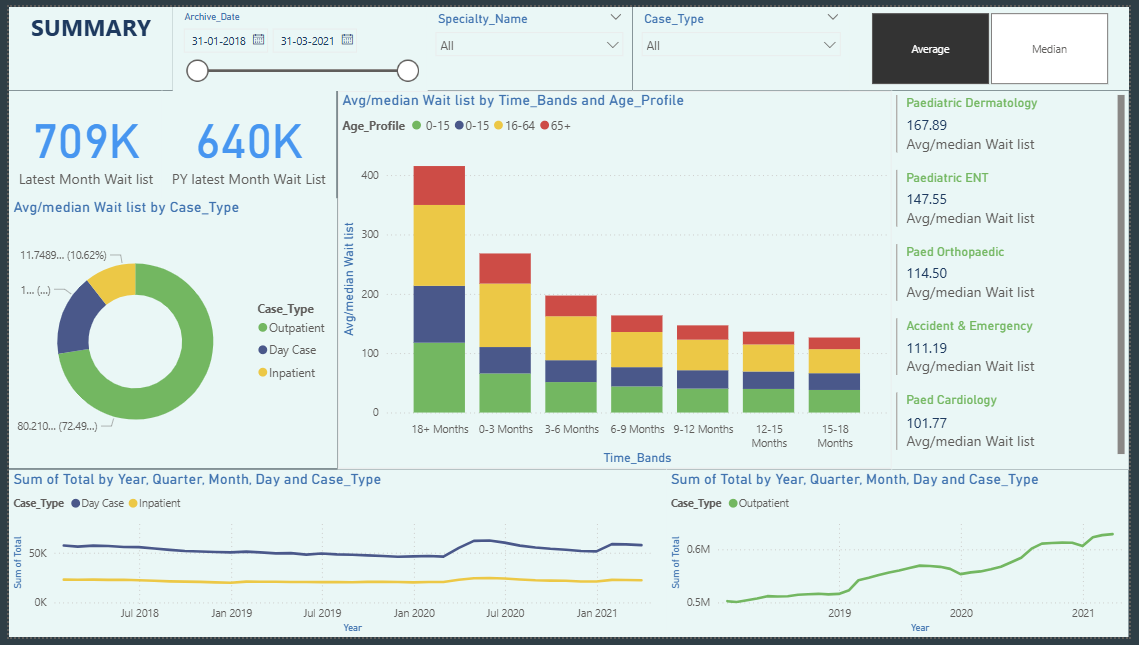 SUMMARY
Archive_Date
31-01-2018
31-03-2021
Specialty_Name
All
Case_Type
All
Average
Median
709K
Latest Month Wait list
640K
PY latest Month Wait List
Avg/median Wait list by Case_Type
11.7489... (10.62%)
1... (...)
80.210... (72.49...)
Case_Type
Outpatient
Day Case
Inpatient
Avg/median Wait list by Time_Bands and Age_Profile
Age_Profile 0-15 0-15 16-64 65+
Avg/median Wait list
400
300
200
100
0
18+ Months 0-3 Months 3-6 Months 6-9 Months 9-12 Months 12-15 Months 15-18 Months
Time_Bands
Paediatric Dermatology
167.89
Avg/median Wait list
Paediatric ENT
147.55
Avg/median Wait list
Paed Orthopaedic
114.50
Avg/median Wait list
Accident & Emergency
111.19
Avg/median Wait list
Paed Cardiology
101.77
Avg/median Wait list
Sum of Total by Year, Quarter, Month, Day and Case_Type
Case_Type Day Case Inpatient
Sum of Total
50K
0K
Jul 2018 Jan 2019 Jul 2019 Jan 2020 Jul 2020 Jan 2021
Year
Sum of Total by Year, Quarter, Month, Day and Case_Type
Case_Type Outpatient
Sum of Total
0.6M
0.5M
2019 2020 2021
Year